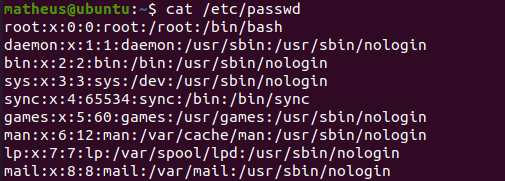 matheus@ubuntu:~$ cat /etc/passwd
root:x:0:0:root:/root:/bin/bash
daemon:x:1:1:daemon:/usr/sbin:/usr/sbin/nologin
bin:x:2:2:bin:/bin:/usr/sbin/nologin
sys:x:3:3:sys:/dev:/usr/sbin/nologin
sync:x:4:65534:sync:/bin:/bin/sync
games:x:5:60:games:/usr/games:/usr/sbin/nologin
man:x:6:12:man:/var/cache/man:/usr/sbin/nologin
lp:x:7:7:lp:/var/spool/lpd:/usr/sbin/nologin
mail:x:8:8:mail:/var/mail:/usr/sbin/nologin